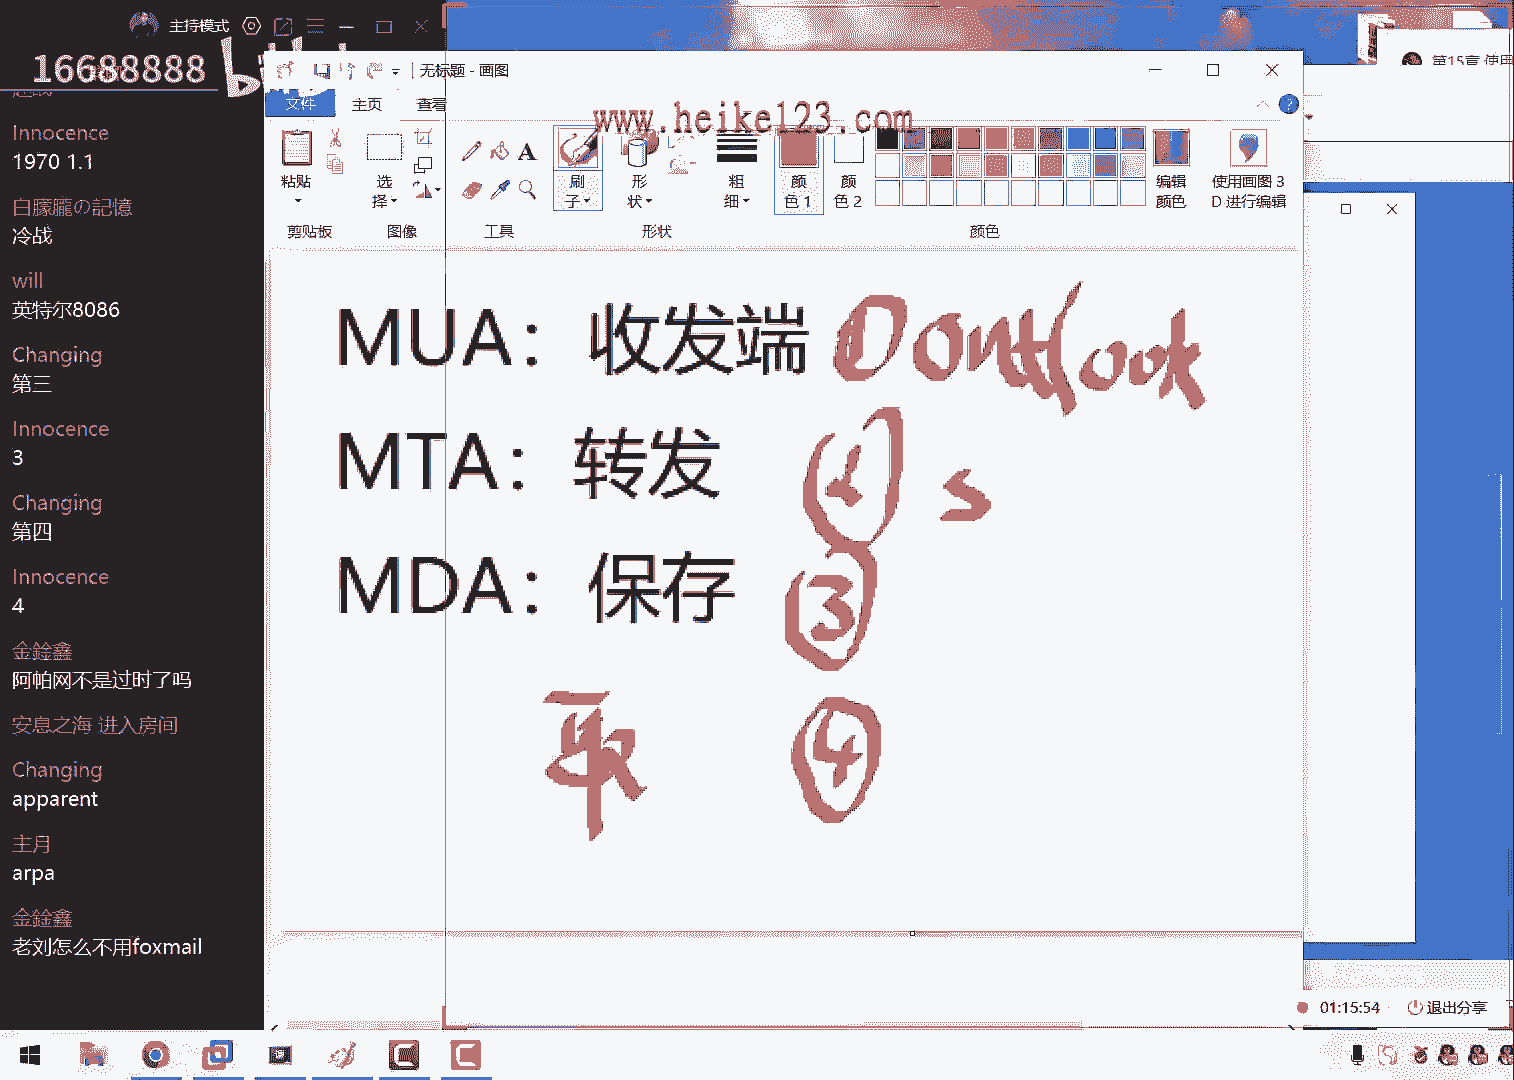 主持模式
16688888
Innocence
1970 1.1
白朦朧の記憶
冷战
will
英特尔8086
Changing
第三
Innocence
3
Changing
第四
Innocence
4
金銓鑫
阿帕网不是过时了吗
安息之海 进入房间
Changing
apparent
主月
arpa
金銓鑫
老刘怎么不用foxmail
无标题 - 画图
第15章 使用
文件 主页 查看
www.heike123.com
粘贴
选择
刷子
形状
粗细
颜色 1
颜色 2
编辑颜色
使用画图 3D 进行编辑
剪贴板 图像 工具 形状 颜色
MUA：收发端
MTA：转发 s
MDA：保存 ③
取 ④
01:15:54 退出分享